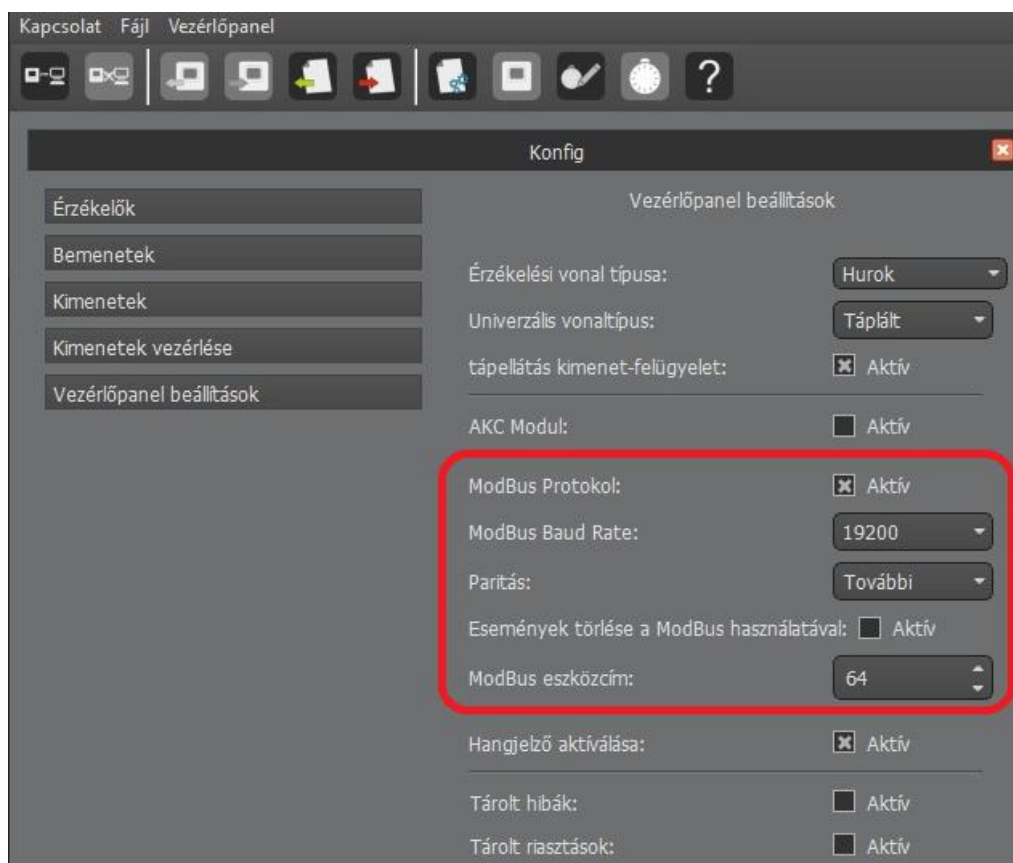 Kapcsolat Fájl Vezérlőpanel
?
Konfig
Érzékelők
Bemenetek
Kimenetek
Kimenetek vezérlése
Vezérlőpanel beállítások
Vezérlőpanel beállítások
Érzékelési vonal típusa: Hurok
Univerzális vonaltípus: Táplált
tápellátás kimenet-felügyelet: Aktív
AKC Modul: Aktív
ModBus Protokol: Aktív
ModBus Baud Rate: 19200
Paritás: További
Események törlése a ModBus használatával: Aktív
ModBus eszközcím: 64
Hangjelző aktíválása: Aktív
Tárolt hibák: Aktív
Tárolt riasztások: Aktív